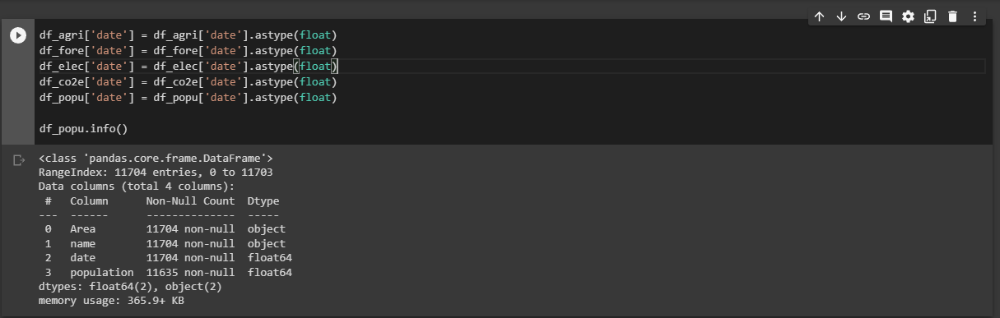 df_agri['date'] = df_agri['date'].astype(float)
df_fore['date'] = df_fore['date'].astype(float)
df_elec['date'] = df_elec['date'].astype(float)
df_co2e['date'] = df_co2e['date'].astype(float)
df_popu['date'] = df_popu['date'].astype(float)
df_popu.info()
<class 'pandas.core.frame.DataFrame'>
RangeIndex: 11704 entries, 0 to 11703
Data columns (total 4 columns):
 #   Column      Non-Null Count  Dtype
---  ------      --------------  -----
 0   Area        11704 non-null  object
 1   name        11704 non-null  object
 2   date        11704 non-null  float64
 3   population  11635 non-null  float64
dtypes: float64(2), object(2)
memory usage: 365.9+ KB